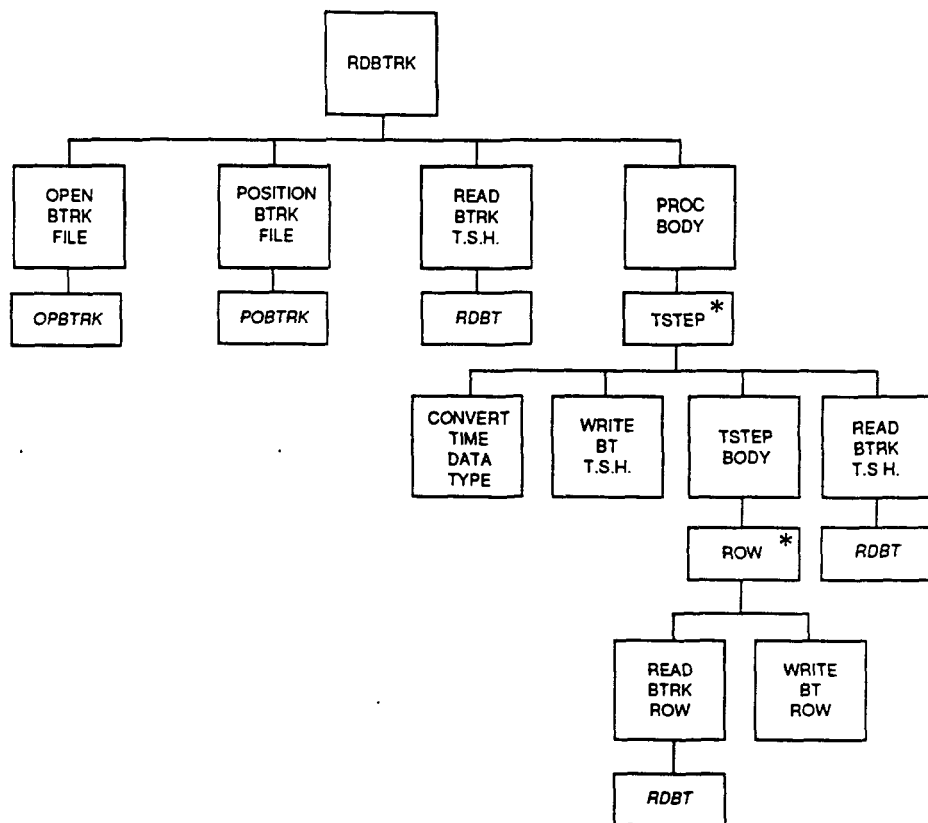 RDBTRK
OPEN
BTRK
FILE
POSITION
BTRK
FILE
READ
BTRK
T.S.H.
PROC
BODY
OPBTRK
POBTRK
RDBT
TSTEP *
CONVERT
TIME
DATA
TYPE
WRITE
BT
T.S.H.
TSTEP
BODY
READ
BTRK
T.S H.
ROW *
RDBT
READ
BTRK
ROW
WRITE
BT
ROW
RDBT